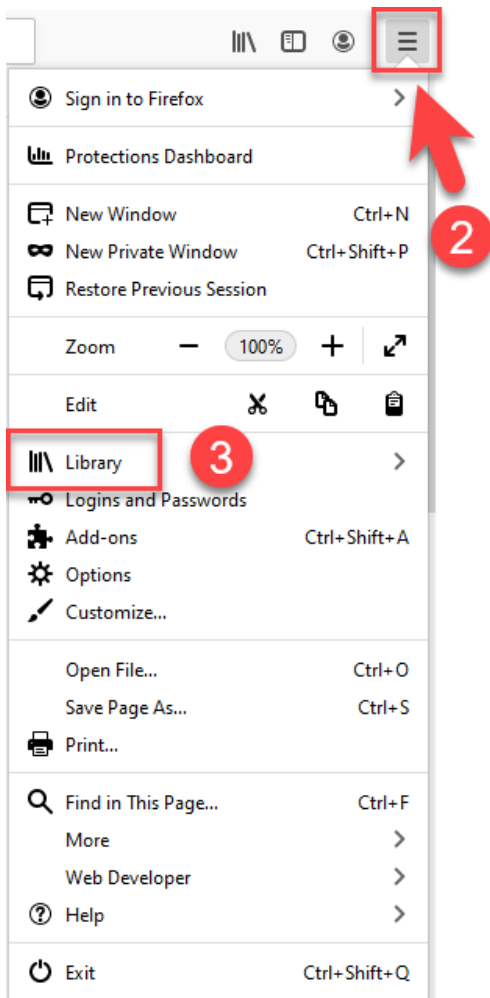 2
Sign in to Firefox
Protections Dashboard
New Window Ctrl+N
New Private Window Ctrl+Shift+P
Restore Previous Session
Zoom 100%
Edit
3
Library
Logins and Passwords
Add-ons Ctrl+Shift+A
Options
Customize...
Open File... Ctrl+O
Save Page As... Ctrl+S
Print...
Find in This Page... Ctrl+F
More
Web Developer
Help
Exit Ctrl+Shift+Q